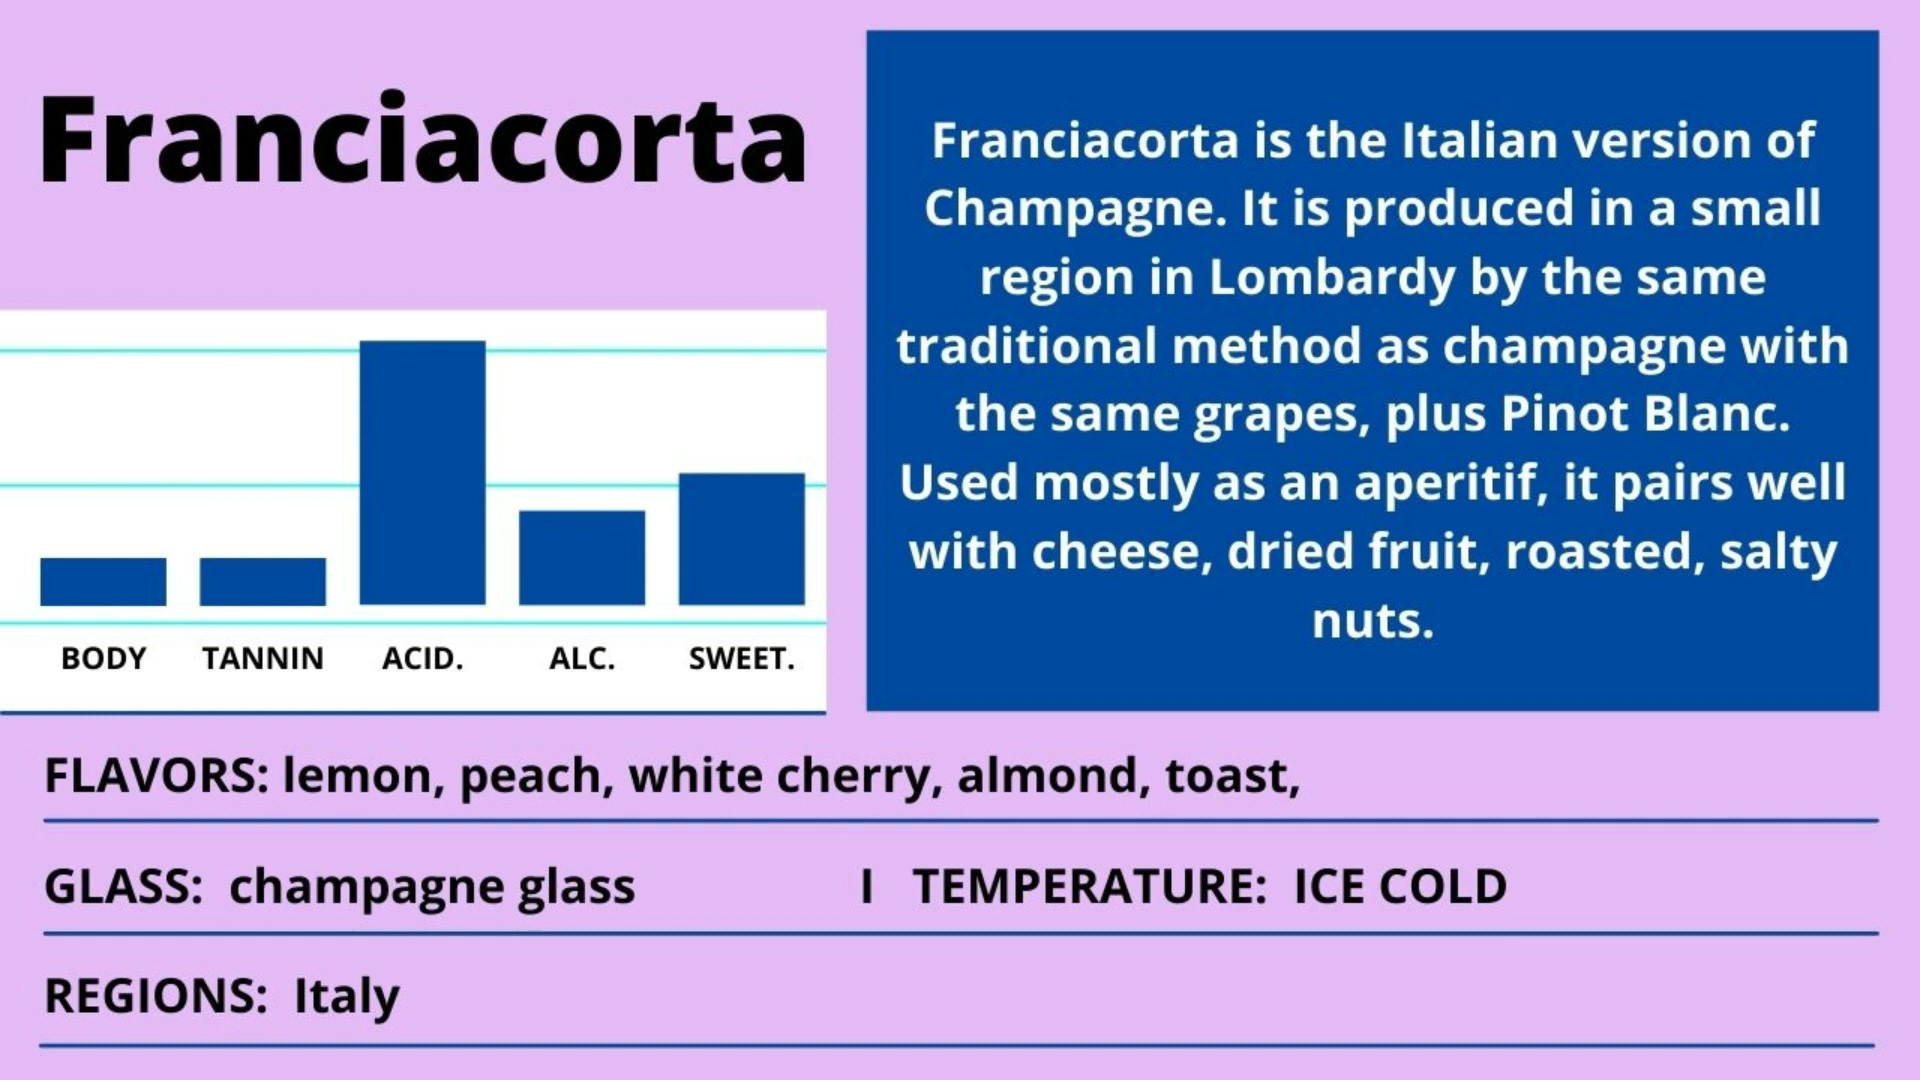 Franciacorta
Franciacorta is the Italian version of
Champagne. It is produced in a small
region in Lombardy by the same
traditional method as champagne with
the same grapes, plus Pinot Blanc.
Used mostly as an aperitif, it pairs well
with cheese, dried fruit, roasted, salty
nuts.
BODY TANNIN ACID. ALC. SWEET.
FLAVORS: lemon, peach, white cherry, almond, toast,
GLASS: champagne glass I TEMPERATURE: ICE COLD
REGIONS: Italy